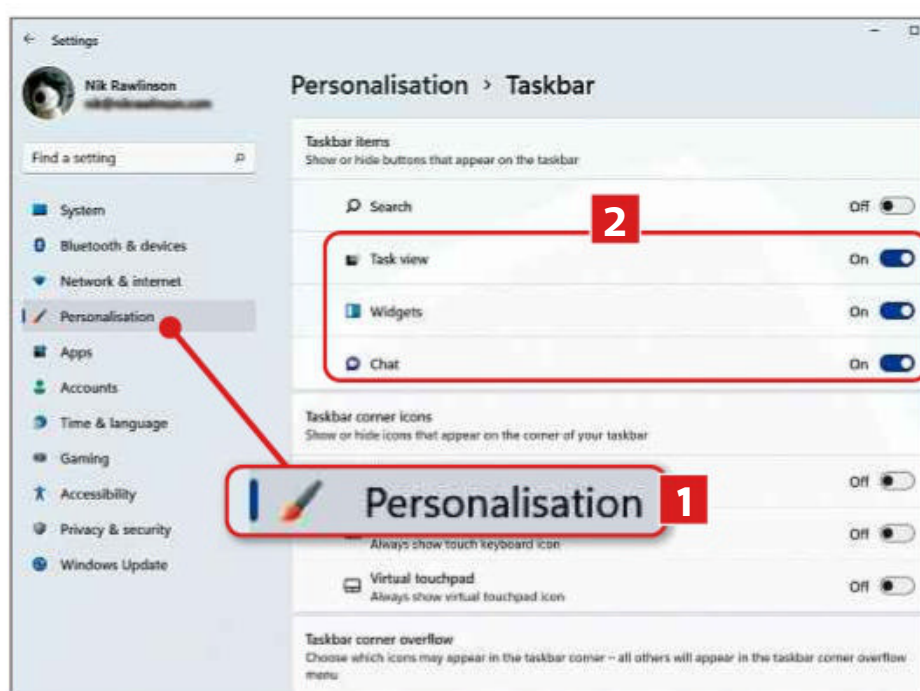 ← Settings
Nik Rawlinson
Find a setting
System
Bluetooth & devices
Network & internet
Personalisation
Apps
Accounts
Time & language
Gaming
Accessibility
Privacy & security
Windows Update
Personalisation > Taskbar
Taskbar items
Show or hide buttons that appear on the taskbar
Search Off
2
Task view On
Widgets On
Chat On
Taskbar corner icons
Show or hide icons that appear on the corner of your taskbar
Off
Personalisation 1
Always show touch keyboard icon
Off
Virtual touchpad
Always show virtual touchpad icon
Off
Taskbar corner overflow
Choose which icons may appear in the taskbar corner – all others will appear in the taskbar corner overflow
menu